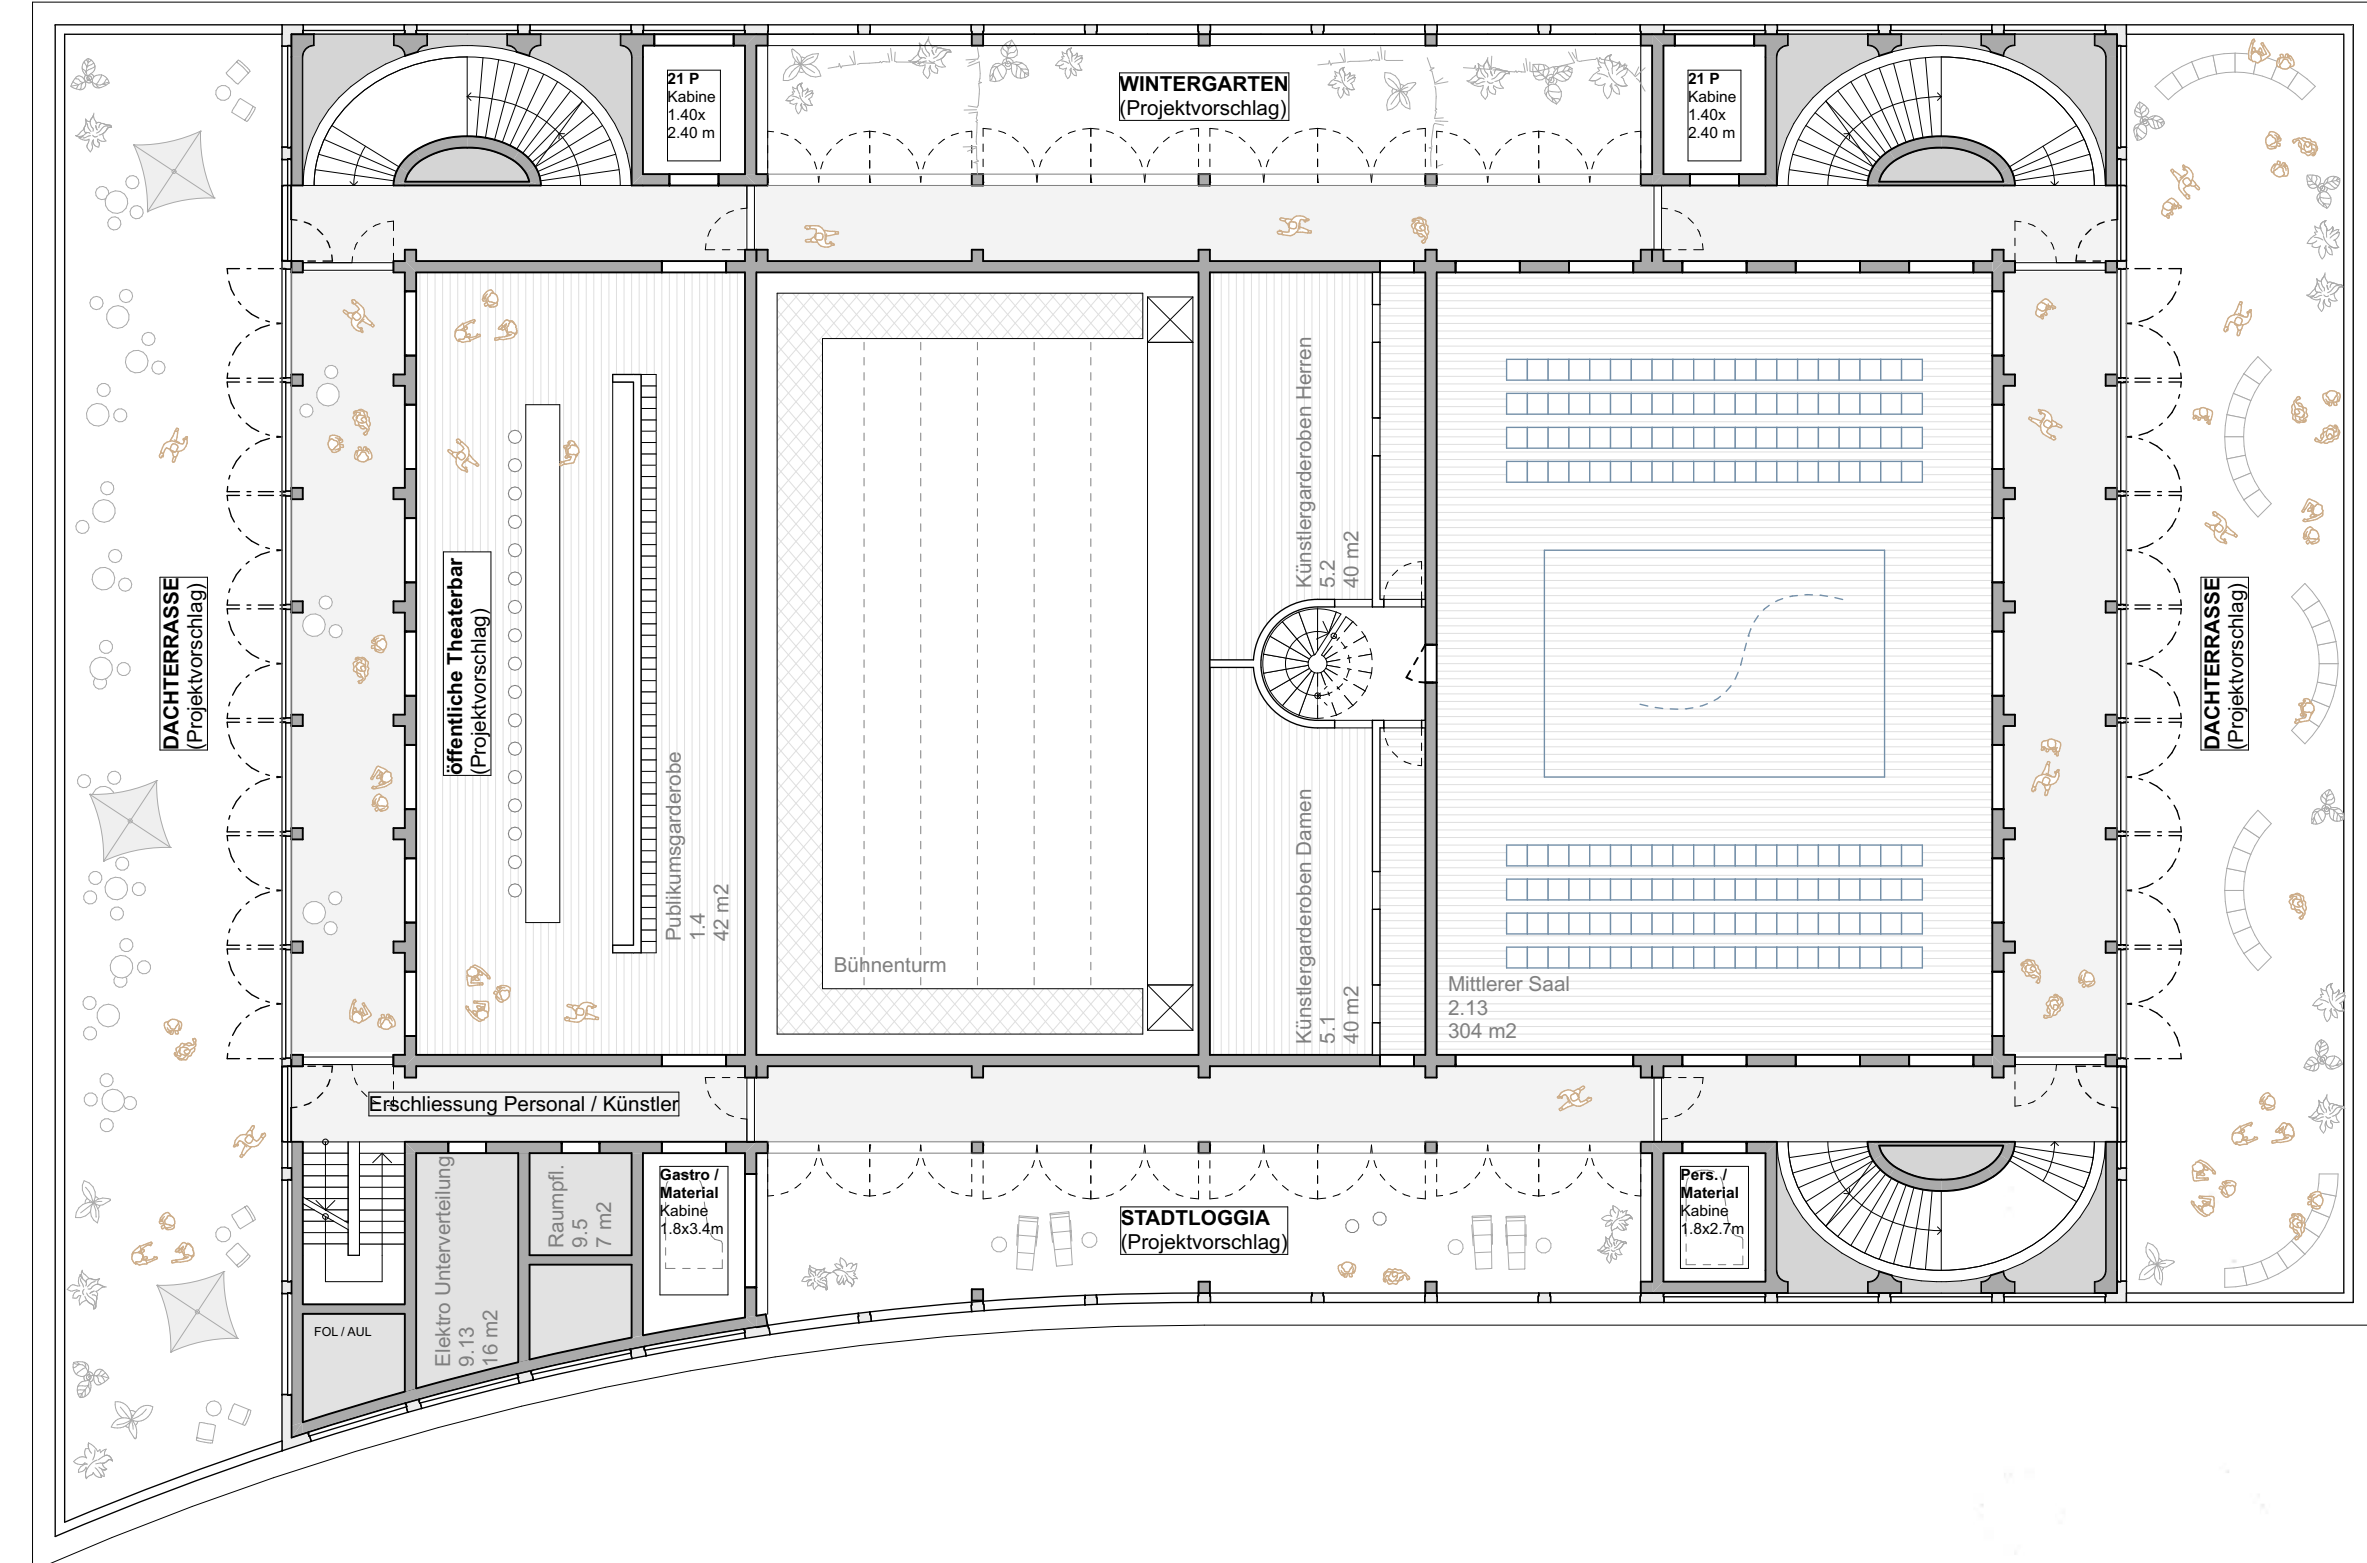 21 P
Kabine
1.40x
2.40 m
WINTERGARTEN
(Projektvorschlag)
21 P
Kabine
1.40x
2.40 m
DACHTERRASSE
(Projektvorschlag)
öffentliche Theaterbar
(Projektvorschlag)
Publikumsgarderobe
1.4
42 m2
Bühnenturm
Künstlergarderoben Herren
5.2
40 m2
Künstlergarderoben Damen
5.1
40 m2
Mittlerer Saal
2.13
304 m2
DACHTERRASSE
(Projektvorschlag)
Erschliessung Personal / Künstler
FOL / AUL
Elektro Unterverteilung
9.13
16 m2
Raumpfl.
9.5
7 m2
Gastro /
Material
Kabine
1.8x3.4m
STADTLOGGIA
(Projektvorschlag)
Pers. /
Material
Kabine
1.8x2.7m